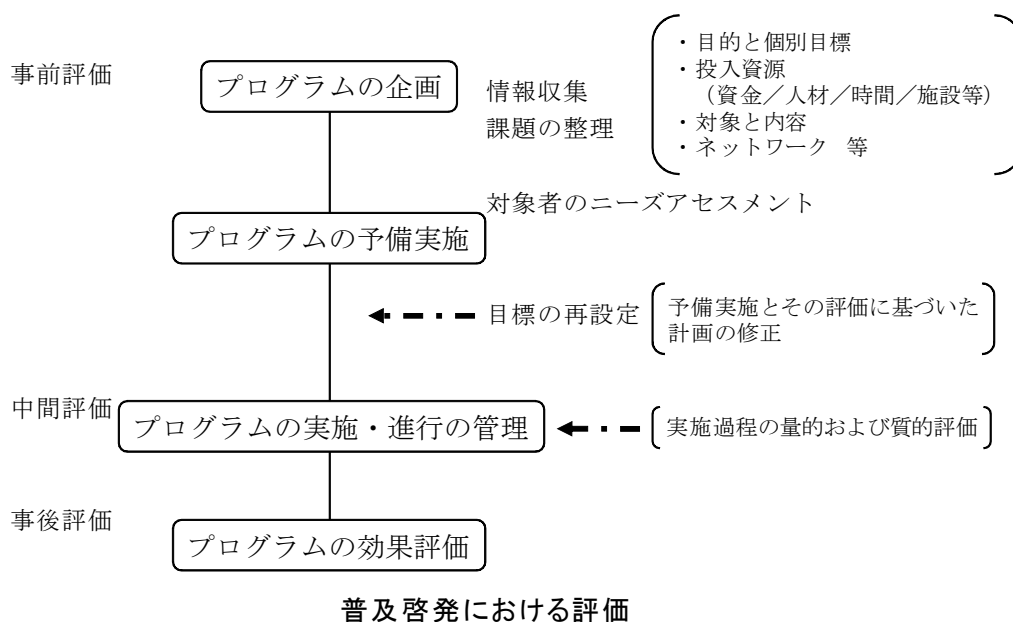 事前評価
プログラムの企画
情報収集
課題の整理
・目的と個別目標
・投入資源
（資金／人材／時間／施設等）
・対象と内容
・ネットワーク 等
対象者のニーズアセスメント
プログラムの予備実施
目標の再設定
予備実施とその評価に基づいた
計画の修正
中間評価
プログラムの実施・進行の管理
実施過程の量的および質的評価
事後評価
プログラムの効果評価
普及啓発における評価